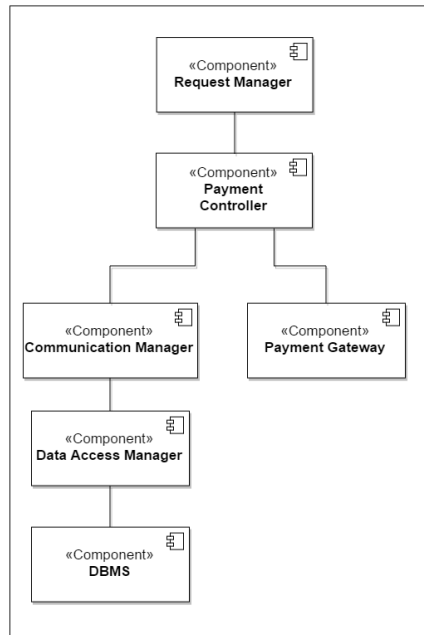 «Component»
Request Manager
«Component»
Payment
Controller
«Component»
Communication Manager
«Component»
Payment Gateway
«Component»
Data Access Manager
«Component»
DBMS